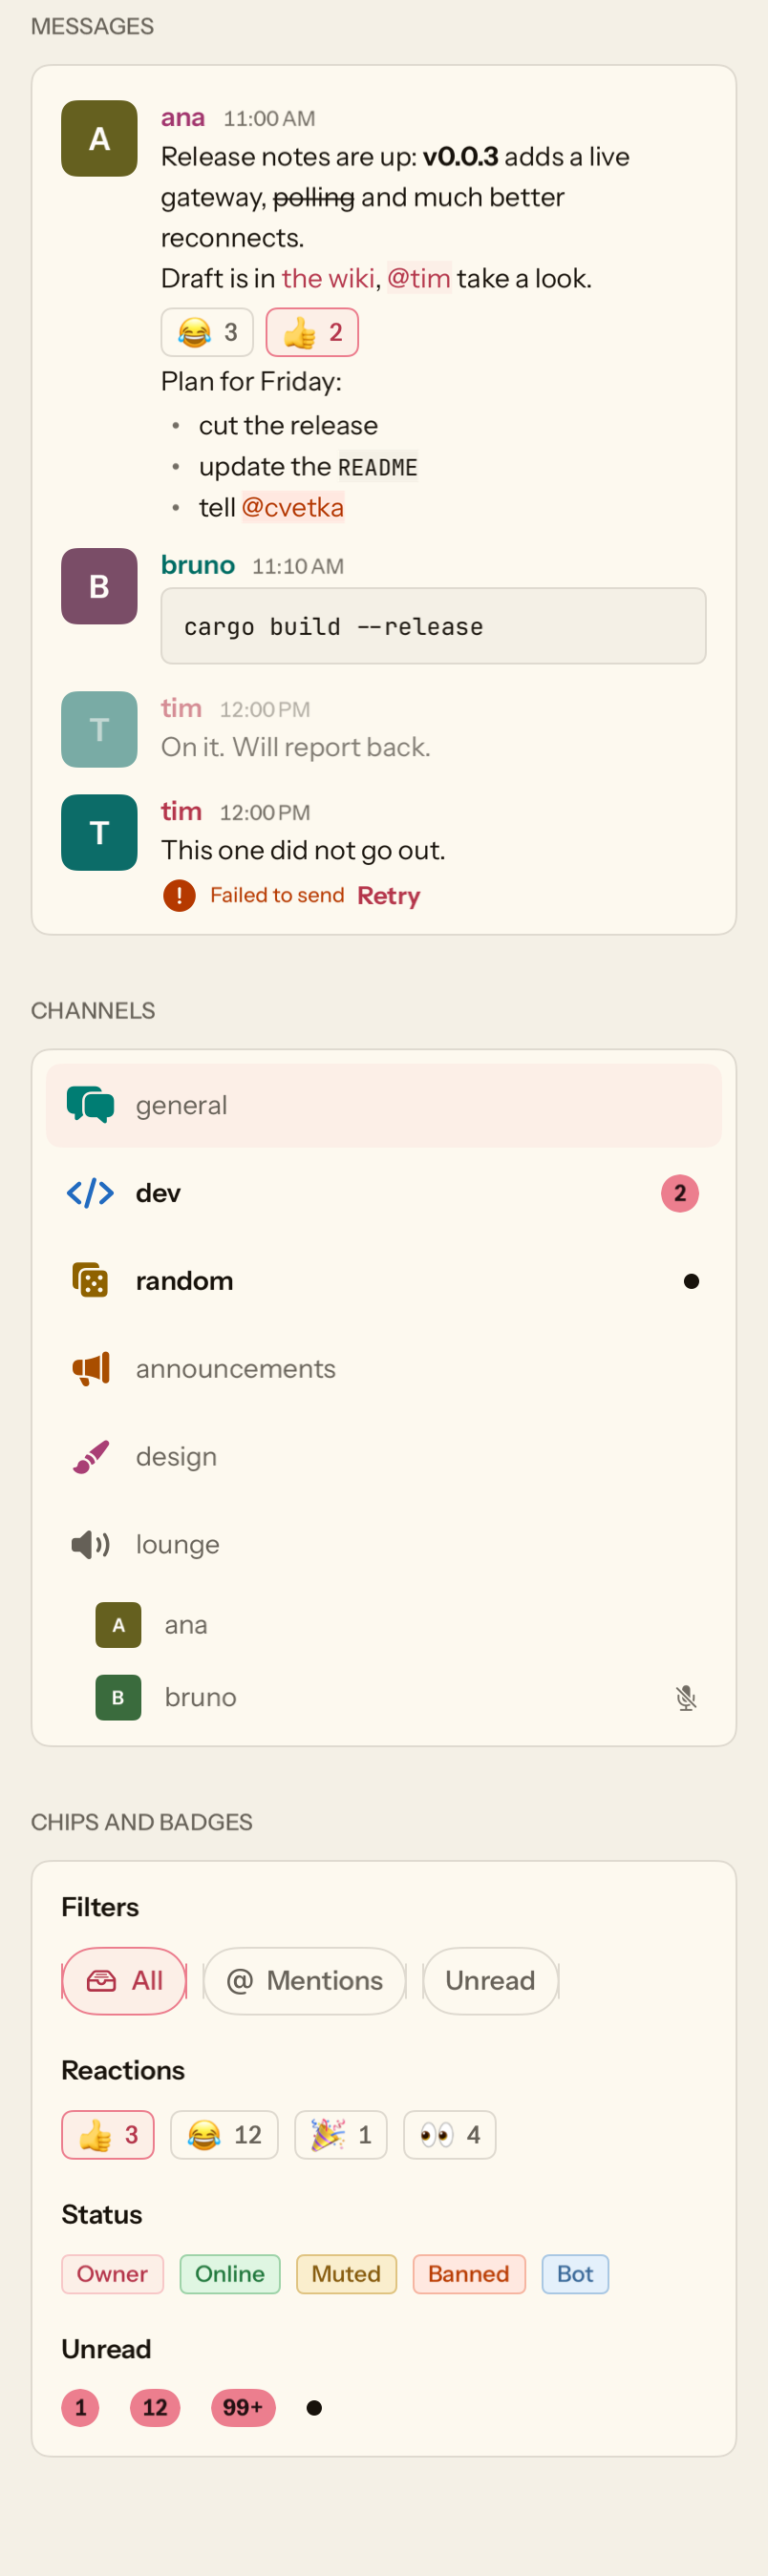 MESSAGES
A
ana 11:00 AM
Release notes are up: v0.0.3 adds a live
gateway, polling and much better
reconnects.
Draft is in the wiki, @tim take a look.
😂 3 👍 2
Plan for Friday:
• cut the release
• update the README
• tell @cvetka
B
bruno 11:10 AM
cargo build --release
T
tim 12:00 PM
On it. Will report back.
T
tim 12:00 PM
This one did not go out.
! Failed to send Retry
CHANNELS
general
</> dev 2
random
announcements
design
lounge
A ana
B bruno
CHIPS AND BADGES
Filters
All @ Mentions Unread
Reactions
👍 3 😂 12 🎉 1 👀 4
Status
Owner Online Muted Banned Bot
Unread
1 12 99+